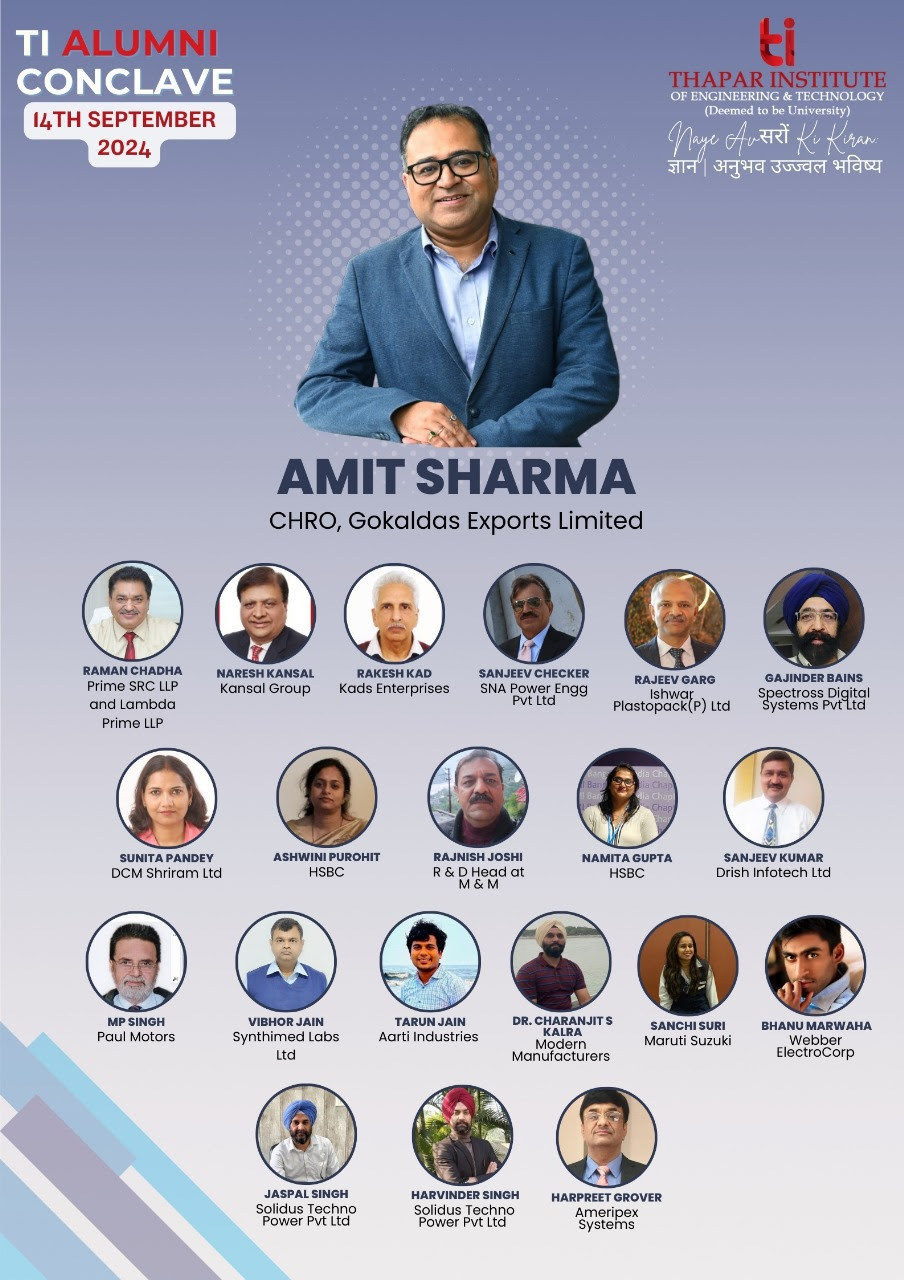 TI ALUMNI
CONCLAVE
14TH SEPTEMBER
2024
ti
THAPAR INSTITUTE
OF ENGINEERING & TECHNOLOGY
(Deemed to be University)
Naye Avसरों Ki Kiran
ज्ञान | अनुभव उज्ज्वल भविष्य
AMIT SHARMA
CHRO, Gokaldas Exports Limited
RAMAN CHADHA
Prime SRC LLP
and Lambda
Prime LLP
NARESH KANSAL
Kansal Group
RAKESH KAD
Kads Enterprises
SANJEEV CHECKER
SNA Power Engg
Pvt Ltd
RAJEEV GARG
Ishwar
Plastopack(P) Ltd
GAJINDER BAINS
Spectross Digital
Systems Pvt Ltd
SUNITA PANDEY
DCM Shriram Ltd
ASHWINI PUROHIT
HSBC
RAJNISH JOSHI
R & D Head at
M & M
NAMITA GUPTA
HSBC
SANJEEV KUMAR
Drish Infotech Ltd
MP SINGH
Paul Motors
VIBHOR JAIN
Synthimed Labs
Ltd
TARUN JAIN
Aarti Industries
DR. CHARANJIT S
KALRA
Modern
Manufacturers
SANCHI SURI
Maruti Suzuki
BHANU MARWAHA
Webber
ElectroCorp
JASPAL SINGH
Solidus Techno
Power Pvt Ltd
HARVINDER SINGH
Solidus Techno
Power Pvt Ltd
HARPREET GROVER
Ameripex
Systems